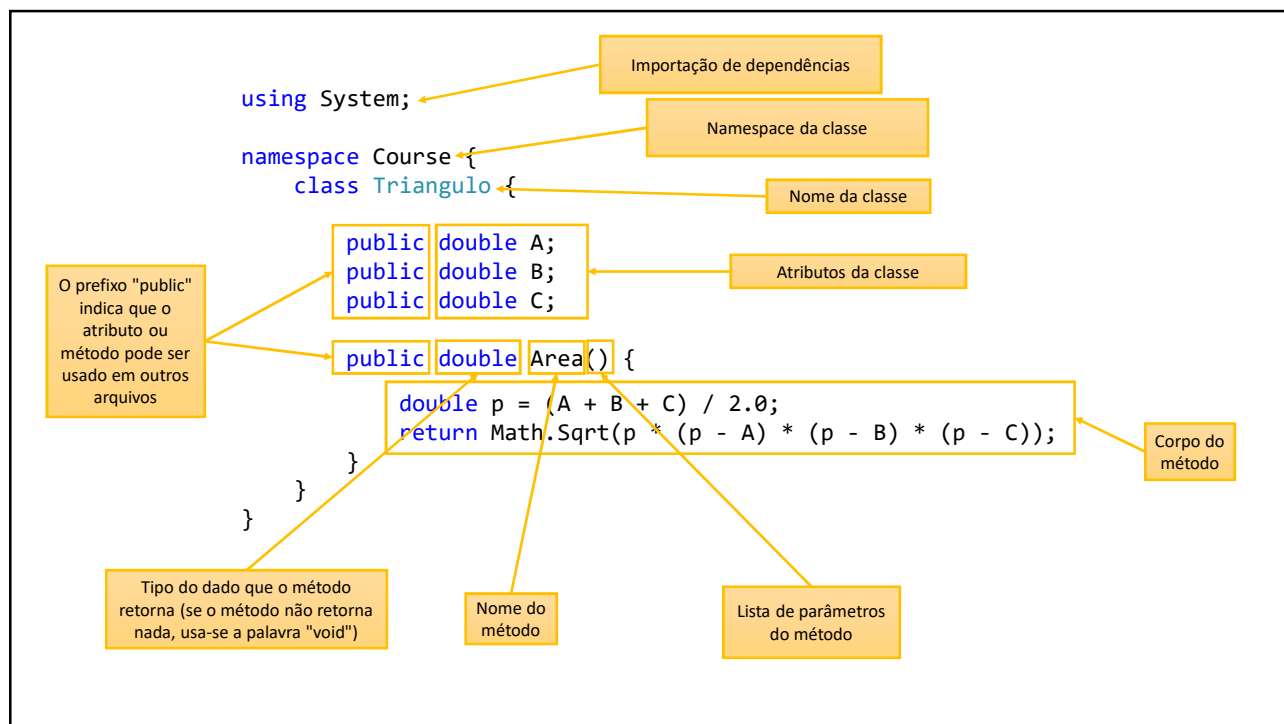 Importação de dependências
using System;
Namespace da classe
namespace Course {
class Triangulo {
Nome da classe
public double A;
public double B;
public double C;
Atributos da classe
O prefixo "public"
indica que o
atributo ou
método pode ser
usado em outros
arquivos
public double Area() {
double p = (A + B + C) / 2.0;
return Math.Sqrt(p * (p - A) * (p - B) * (p - C));
}
}
}
Corpo do
método
Tipo do dado que o método
retorna (se o método não retorna
nada, usa-se a palavra "void")
Nome do
método
Lista de parâmetros
do método